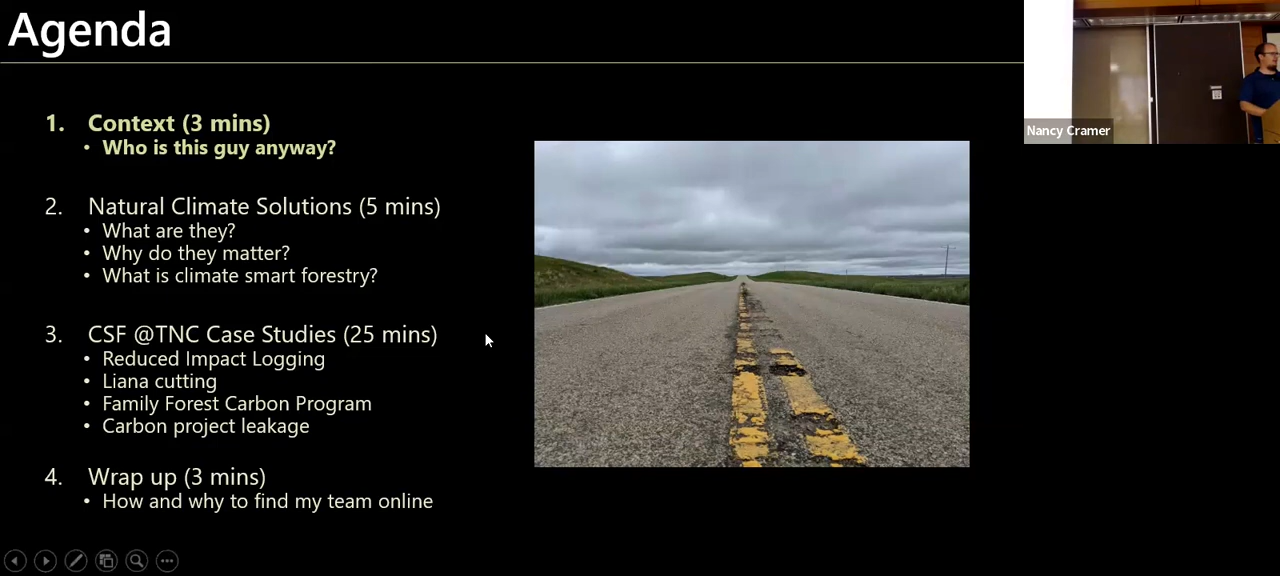 Agenda
1. Context (3 mins)
• Who is this guy anyway?
2. Natural Climate Solutions (5 mins)
• What are they?
• Why do they matter?
• What is climate smart forestry?
3. CSF @TNC Case Studies (25 mins)
• Reduced Impact Logging
• Liana cutting
• Family Forest Carbon Program
• Carbon project leakage
4. Wrap up (3 mins)
• How and why to find my team online
Nancy Cramer